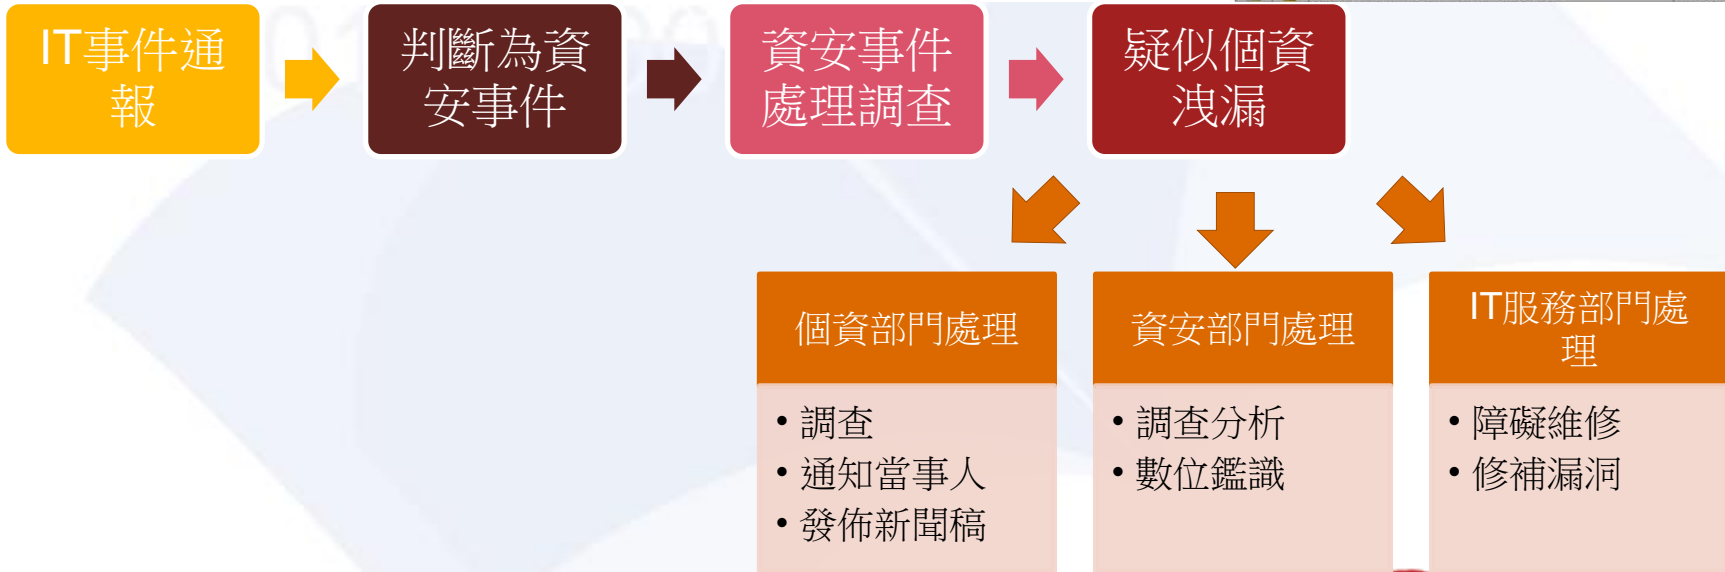 IT事件通
報
判斷為資
安事件
資安事件
處理調查
疑似個資
洩漏
個資部門處理
• 調查
• 通知當事人
• 發佈新聞稿
資安部門處理
• 調查分析
• 數位鑑識
IT服務部門處
理
• 障礙維修
• 修補漏洞